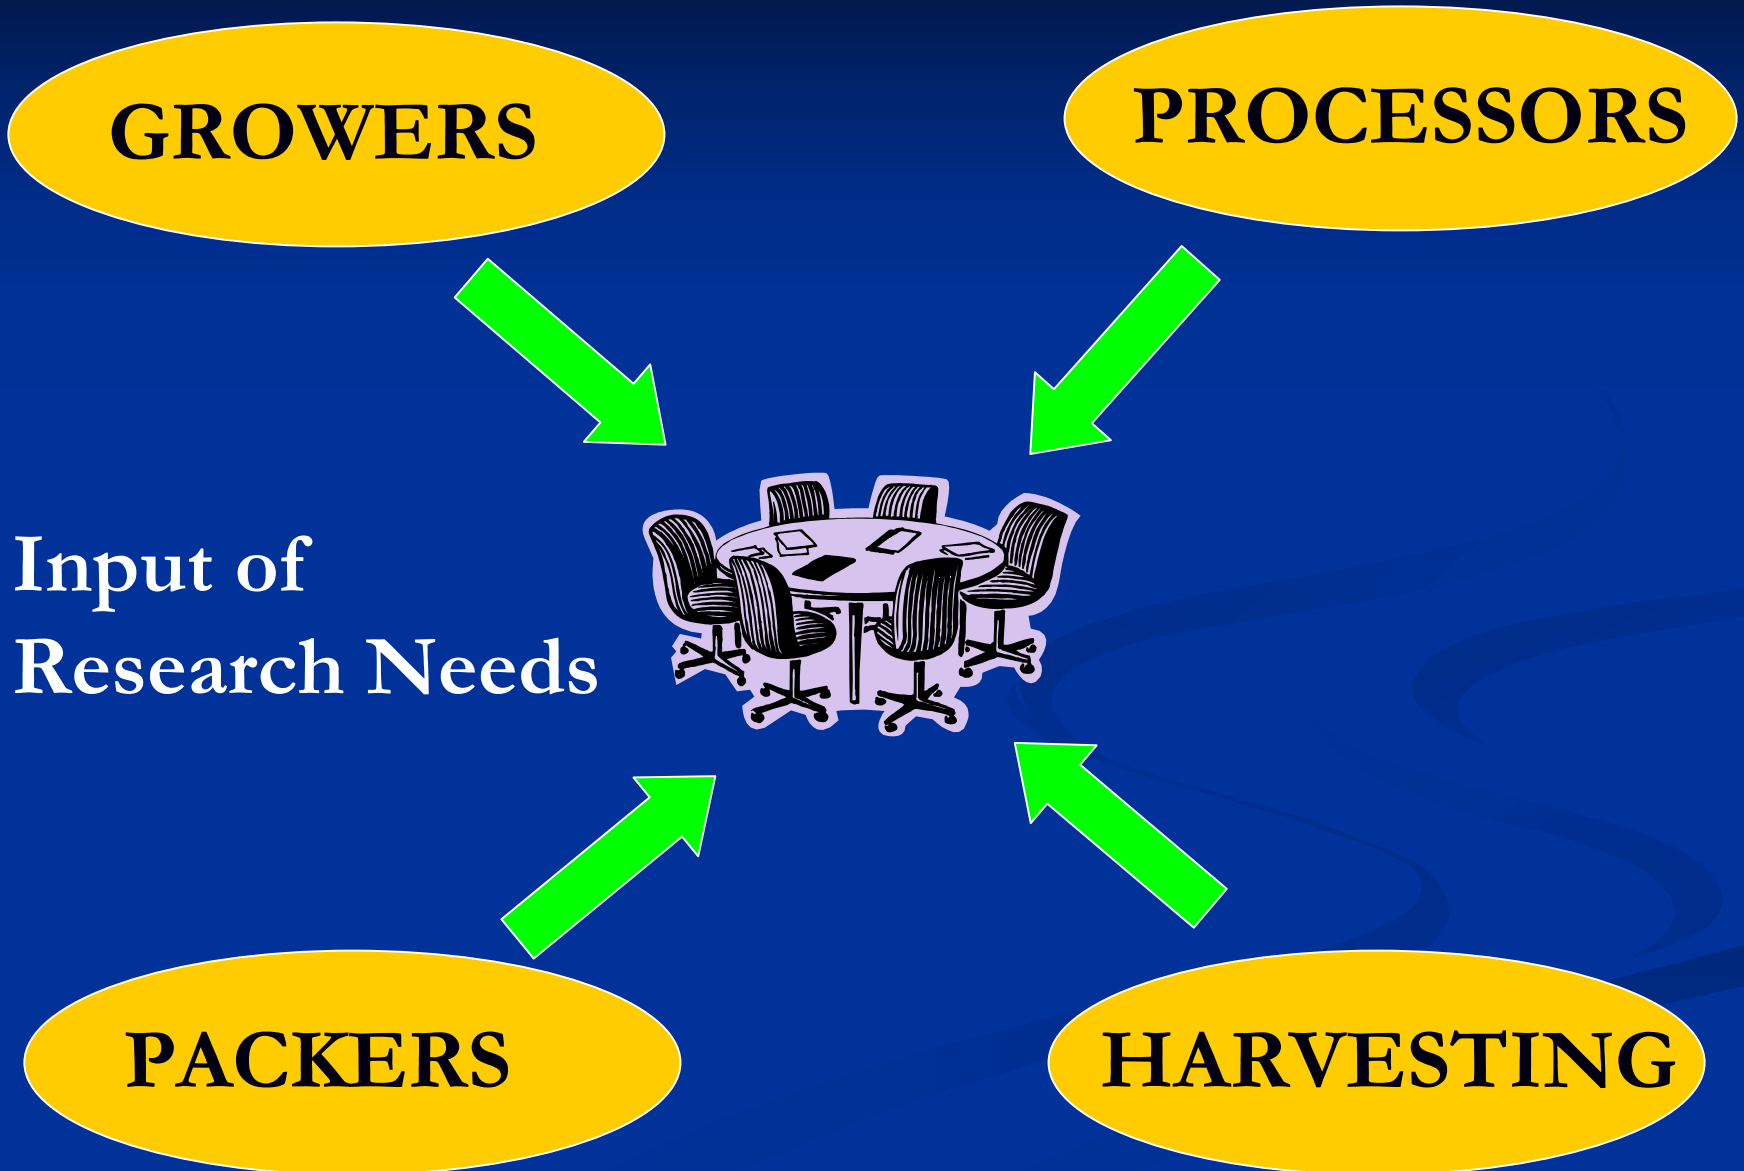 GROWERS
PROCESSORS
Input of
Research Needs
PACKERS
HARVESTING